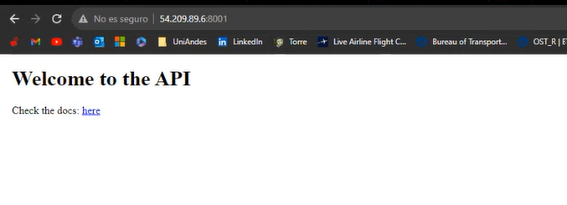 No es seguro | 54.209.89.6:8001
UniAndes LinkedIn Torre Live Airline Flight C... Bureau of Transport... OST_R |
Welcome to the API
Check the docs: here